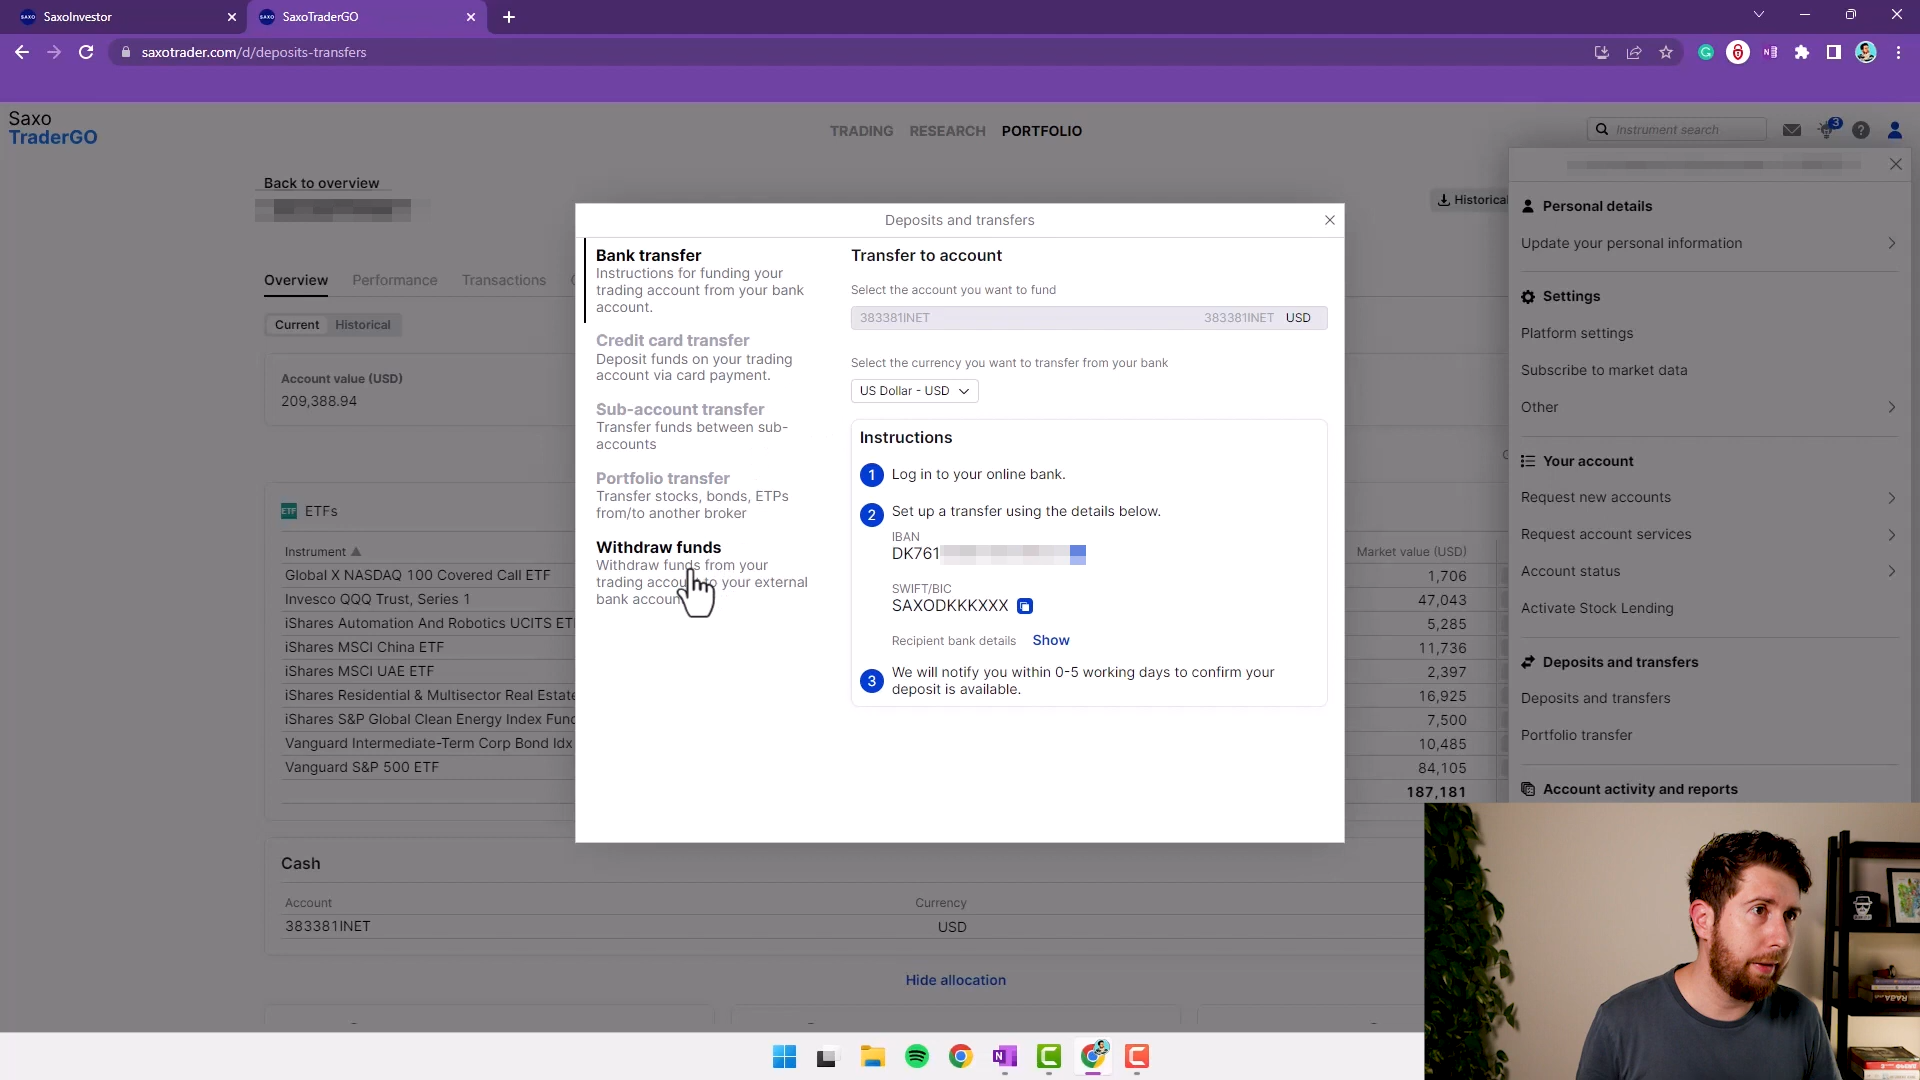 SaxoInvestor
SaxoTraderGO
saxotrader.com/d/deposits-transfers
Saxo
TraderGO
TRADING RESEARCH PORTFOLIO
Instrument search
3
Back to overview
Historical
Overview Performance Transactions
Current Historical
Account value (USD)
209,388.94
ETF ETFs
Instrument
Market value (USD)
Global X NASDAQ 100 Covered Call ETF
1,706
Invesco QQQ Trust, Series 1
47,043
iShares Automation And Robotics UCITS ET
5,285
iShares MSCI China ETF
11,736
iShares MSCI UAE ETF
2,397
iShares Residential & Multisector Real Estate
16,925
iShares S&P Global Clean Energy Index Fund
7,500
Vanguard Intermediate-Term Corp Bond Idx
10,485
Vanguard S&P 500 ETF
84,105
187,181
Cash
Account
Currency
383381INET
USD
Hide allocation
Deposits and transfers
Bank transfer
Instructions for funding your
trading account from your bank
account.
Credit card transfer
Deposit funds on your trading
account via card payment.
Sub-account transfer
Transfer funds between sub-
accounts
Portfolio transfer
Transfer stocks, bonds, ETPs
from/to another broker
Withdraw funds
Withdraw funds from your
trading account to your external
bank account
Transfer to account
Select the account you want to fund
383381INET 383381INET USD
Select the currency you want to transfer from your bank
US Dollar - USD
Instructions
1 Log in to your online bank.
2 Set up a transfer using the details below.
IBAN
DK761
SWIFT/BIC
SAXODKKKXXX
Recipient bank details Show
3 We will notify you within 0-5 working days to confirm your
deposit is available.
Personal details
Update your personal information
Settings
Platform settings
Subscribe to market data
Other
Your account
Request new accounts
Request account services
Account status
Activate Stock Lending
Deposits and transfers
Deposits and transfers
Portfolio transfer
Account activity and reports